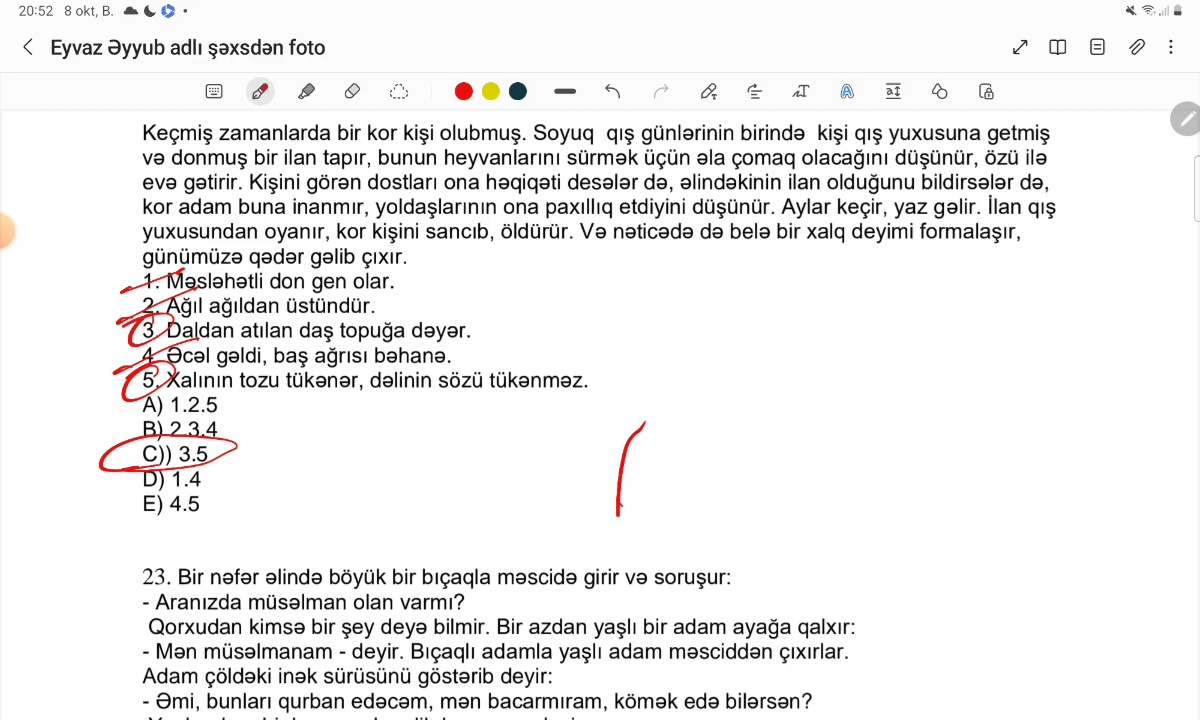 20:52 8 okt, B.
Eyvaz Əyyub adlı şəxsdən foto
Keçmiş zamanlarda bir kor kişi olubmuş. Soyuq qış günlərinin birində kişi qış yuxusuna getmiş
və donmuş bir ilan tapır, bunun heyvanlarını sürmək üçün əla çomaq olacağını düşünür, özü ilə
evə gətirir. Kişini görən dostları ona həqiqəti desələr də, əlindəkinin ilan olduğunu bildirsələr də,
kor adam buna inanmır, yoldaşlarının ona paxıllıq etdiyini düşünür. Aylar keçir, yaz gəlir. İlan qış
yuxusundan oyanır, kor kişini sancıb, öldürür. Və nəticədə də belə bir xalq deyimi formalaşır,
günümüzə qədər gəlib çıxır.
1. Məsləhətli don gen olar.
2. Ağıl ağıldan üstündür.
3. Daldan atılan daş topuğa dəyər.
4. Əcəl gəldi, baş ağrısı bəhanə.
5. Xalının tozu tükənər, dəlinin sözü tükənməz.
A) 1.2.5
B) 2.3.4
C)) 3.5
D) 1.4
E) 4.5
23. Bir nəfər əlində böyük bir bıçaqla məscidə girir və soruşur:
- Aranızda müsəlman olan varmı?
Qorxudan kimsə bir şey deyə bilmir. Bir azdan yaşlı bir adam ayağa qalxır:
- Mən müsəlmanam - deyir. Bıçaqlı adamla yaşlı adam məsciddən çıxırlar.
Adam çöldəki inək sürüsünü göstərib deyir:
- Əmi, bunları qurban edəcəm, mən bacarmıram, kömək edə bilərsən?